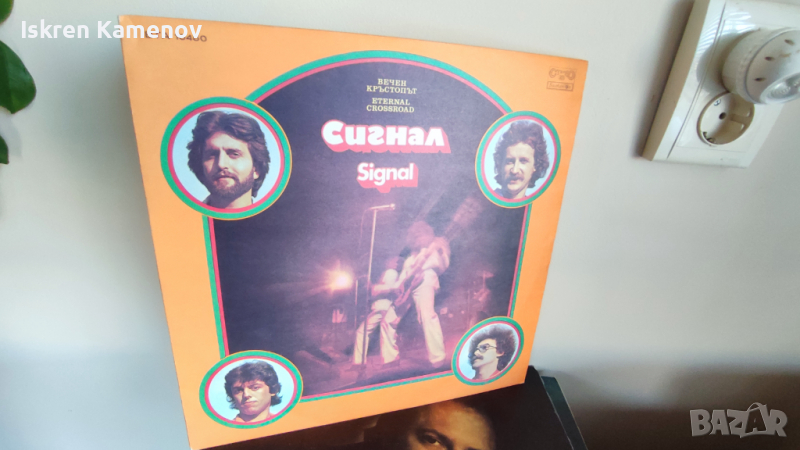 Iskren Kamenov
ВЕЧЕН
КРЪСТОПЪТ
ETERNAL
CROSSROAD
Сигнал
Signal
BAZAR